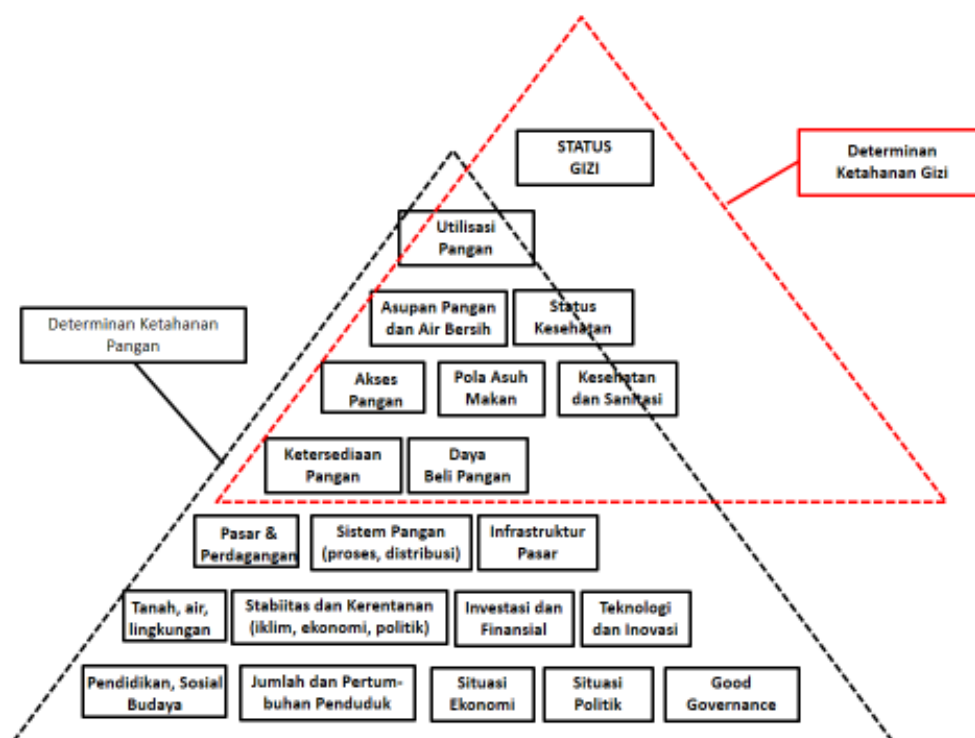 STATUS
GIZI
Determinan
Ketahanan Gizi
Utilisasi
Pangan
Determinan Ketahanan
Pangan
Asupan Pangan
dan Air Bersih
Status
Kesehatan
Akses
Pangan
Pola Asuh
Makan
Kesehatan
dan Sanitasi
Ketersediaan
Pangan
Daya
Beli Pangan
Pasar &
Perdagangan
Sistem Pangan
(proses, distribusi)
Infrastruktur
Pasar
Tanah, air,
lingkungan
Stabiitas dan Kerentanan
(iklim, ekonomi, politik)
Investasi dan
Finansial
Teknologi
dan Inovasi
Pendidikan, Sosial
Budaya
Jumlah dan Pertum-
buhan Penduduk
Situasi
Ekonomi
Situasi
Politik
Good
Governance